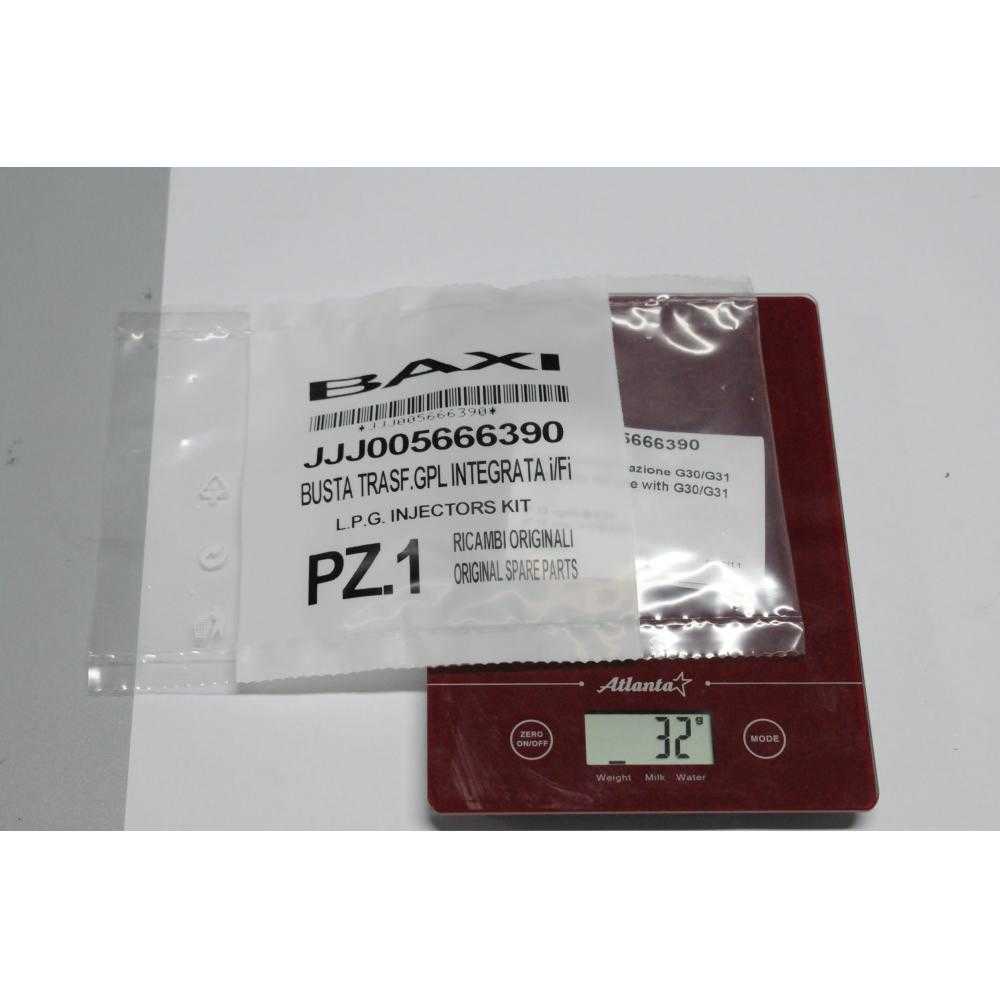 BAXI
*JJJ005666390*
JJJ005666390
BUSTA TRASF.GPL INTEGRATA i/Fi
L.P.G. INJECTORS KIT
PZ.1
RICAMBI ORIGINALI
ORIGINAL SPARE PARTS
5666390
azione G30/G31
e with G30/G31
Atlanta
ZERO
ON/OFF
32 g
MODE
Weight Milk Water